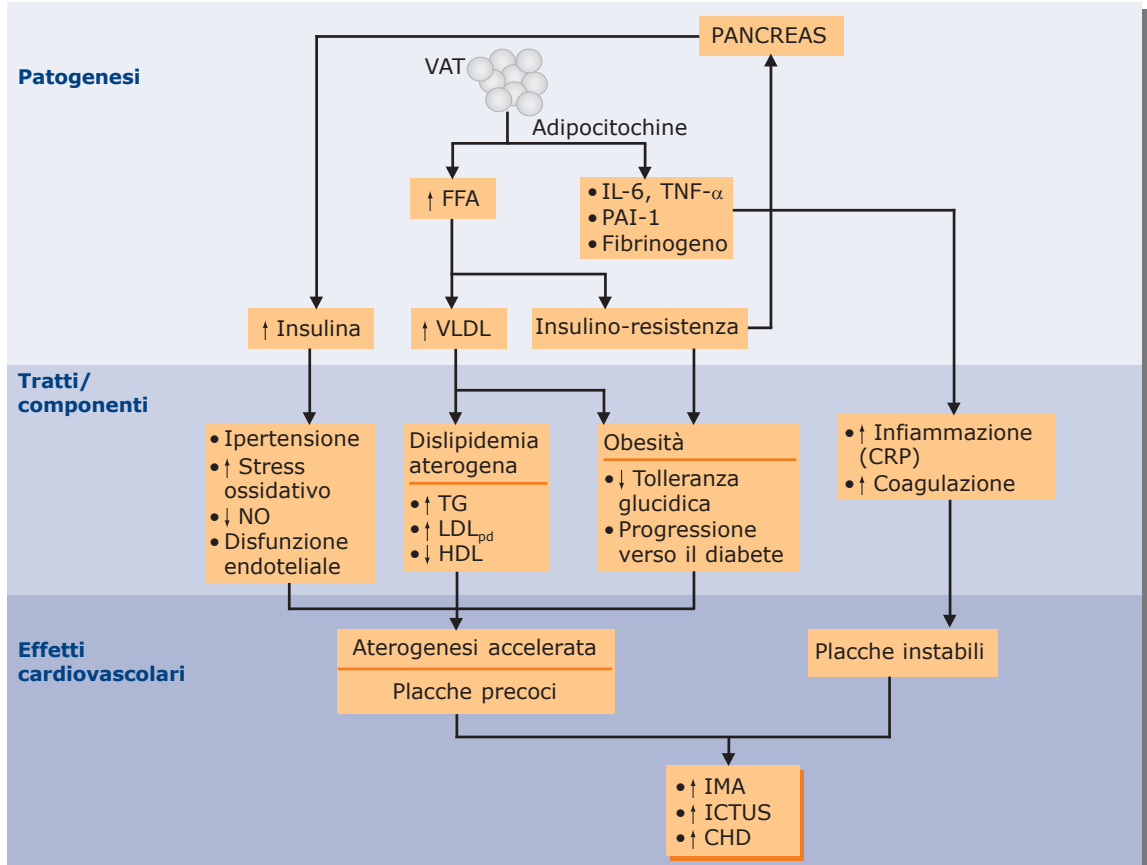 PANCREAS
Patogenesi
VAT
Adipocitochine
↑ FFA
• IL-6, TNF-α
• PAI-1
• Fibrinogeno
↑ Insulina
↑ VLDL
Insulino-resistenza
Tratti/
componenti
• Ipertensione
• ↑ Stress
ossidativo
• ↓ NO
• Disfunzione
endoteliale
Dislipidemia
aterogena
• ↑ TG
• ↑ LDLpd
• ↓ HDL
Obesità
• ↓ Tolleranza
glucidica
• Progressione
verso il diabete
• ↑ Infiammazione
(CRP)
• ↑ Coagulazione
Effetti
cardiovascolari
Aterogenesi accelerata
Placche precoci
Placche instabili
• ↑ IMA
• ↑ ICTUS
• ↑ CHD